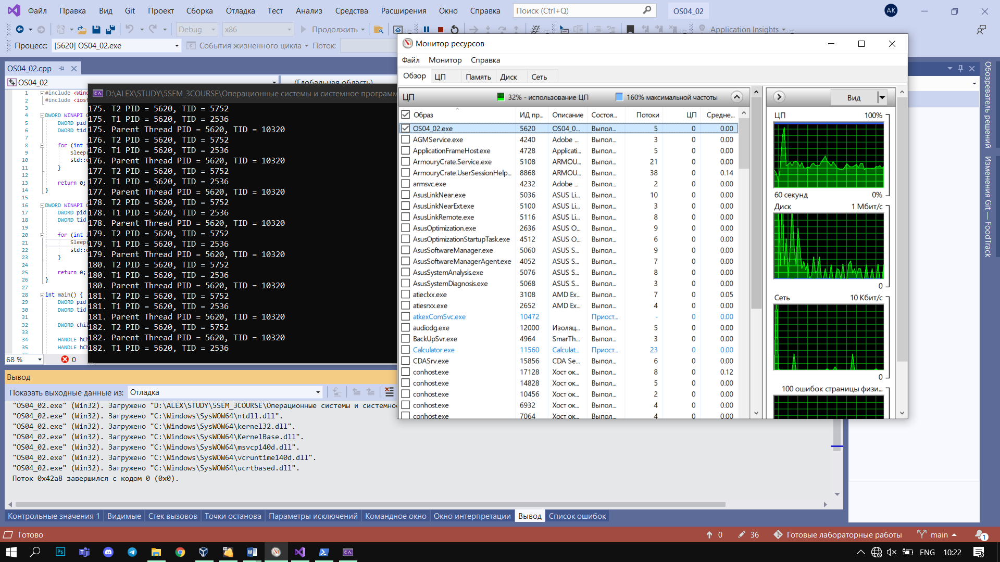 Файл Правка Вид Git Проект Сборка Отладка Тест Анализ Средства Расширения Окно Справка Поиск (Ctrl+Q) OS04_02 AK
Debug x86 Продолжить Application Insights
Процесс: [5620] OS04_02.exe События жизненного цикла Поток:
OS04_02.cpp
OS04_02 (Глобальная область)
1 #include <Wind
2 #include <iost
3
4 DWORD WINAPI
5 DWORD pid
6 DWORD tid
7
8 for (int i
9 Sleep(
10 std::c
11 }
12
13 return 0;
14 }
15
16 DWORD WINAPI
17 DWORD pid
18 DWORD tid
19
20 for (int i
21 Sleep(
22 std::c
23 }
24
25 return 0;
26 }
27
28 int main() {
29 DWORD pid
30 DWORD tid
31
32 DWORD chil
33
34 HANDLE hCh
35 HANDLE hCh
68 % 0
D:\ALEX\STUDY\5SEM_3COURSE\Операционные системы и системное программ
175. T2 PID = 5620, TID = 5752
175. T1 PID = 5620, TID = 2536
175. Parent Thread PID = 5620, TID = 10320
176. T2 PID = 5620, TID = 5752
176. T1 PID = 5620, TID = 2536
176. Parent Thread PID = 5620, TID = 10320
177. T2 PID = 5620, TID = 5752
177. T1 PID = 5620, TID = 2536
177. Parent Thread PID = 5620, TID = 10320
178. T2 PID = 5620, TID = 5752
178. T1 PID = 5620, TID = 2536
178. Parent Thread PID = 5620, TID = 10320
179. T2 PID = 5620, TID = 5752
179. T1 PID = 5620, TID = 2536
179. Parent Thread PID = 5620, TID = 10320
180. T2 PID = 5620, TID = 5752
180. T1 PID = 5620, TID = 2536
180. Parent Thread PID = 5620, TID = 10320
181. T2 PID = 5620, TID = 5752
181. T1 PID = 5620, TID = 2536
181. Parent Thread PID = 5620, TID = 10320
182. T2 PID = 5620, TID = 5752
182. Parent Thread PID = 5620, TID = 10320
182. T1 PID = 5620, TID = 2536
Монитор ресурсов
Файл Монитор Справка
Обзор ЦП Память Диск Сеть
ЦП 32% - использование ЦП 160% максимальной частоты
Образ ИД пр... Описание Состоя... Потоки ЦП Средне...
OS04_02.exe 5620 OS04_0... Выпол... 5 0 0.00
AGMService.exe 4240 Adobe ... Выпол... 3 0 0.00
ApplicationFrameHost.exe 4728 Applicati... Выпол... 5 0 0.00
ArmouryCrate.Service.exe 5108 ARMOU... Выпол... 21 0 0.00
ArmouryCrate.UserSessionHelp... 8868 ARMOU... Выпол... 38 0 0.14
armsvc.exe 4232 Adobe ... Выпол... 2 0 0.00
AsusLinkNear.exe 5036 ASUS Li... Выпол... 10 0 0.00
AsusLinkNearExt.exe 5100 ASUS Li... Выпол... 3 0 0.00
AsusLinkRemote.exe 5116 ASUS Li... Выпол... 8 0 0.00
AsusOptimization.exe 2636 ASUS O... Выпол... 9 0 0.00
AsusOptimizationStartupTask.exe 4512 ASUS O... Выпол... 6 0 0.00
AsusSoftwareManager.exe 5060 ASUS S... Выпол... 9 0 0.00
AsusSoftwareManagerAgent.exe 4052 ASUS S... Выпол... 7 0 0.00
AsusSystemAnalysis.exe 5076 ASUS S... Выпол... 8 0 0.00
AsusSystemDiagnosis.exe 5068 ASUS S... Выпол... 3 0 0.00
atieclxx.exe 3108 AMD Ex... Выпол... 7 0 0.05
atiesrxx.exe 2652 AMD Ex... Выпол... 4 0 0.00
atkexComSvc.exe 10472 Приост... - 0 0.00
audiodg.exe 12000 Изоляц... Выпол... 5 0 0.00
BackUpSvr.exe 4964 SmarTh... Выпол... 3 0 0.00
Calculator.exe 11560 Calculat... Приост... 23 0 0.00
CDASrv.exe 15856 CDA Se... Выпол... 6 0 0.00
conhost.exe 17128 Хост ок... Выпол... 8 0 0.12
conhost.exe 14828 Хост ок... Выпол... 5 0 0.00
conhost.exe 10456 Хост ок... Выпол... 2 0 0.00
conhost.exe 6932 Хост ок... Выпол... 4 0 0.00
conhost.exe 7064 Хост ок... Выпол... 4 0 0.00
Вид
ЦП 100%
60 секунд 0%
Диск 1 Мбит/с
0
Сеть 10 Кбит/с
0
100 ошибок страницы физи...
Обозреватель решений
Изменения Git — FoodTrack
Вывод
Показать выходные данные из: Отладка
"OS04_02.exe" (Win32). Загружено "D:\ALEX\STUDY\5SEM_3COURSE\Операционные системы и системно
"OS04_02.exe" (Win32). Загружено "C:\Windows\SysWOW64\ntdll.dll".
"OS04_02.exe" (Win32). Загружено "C:\Windows\SysWOW64\kernel32.dll".
"OS04_02.exe" (Win32). Загружено "C:\Windows\SysWOW64\KernelBase.dll".
"OS04_02.exe" (Win32). Загружено "C:\Windows\SysWOW64\msvcp140d.dll".
"OS04_02.exe" (Win32). Загружено "C:\Windows\SysWOW64\vcruntime140d.dll".
"OS04_02.exe" (Win32). Загружено "C:\Windows\SysWOW64\ucrtbased.dll".
Поток 0x42a8 завершился с кодом 0 (0x0).
Контрольные значения 1 Видимые Стек вызовов Точки останова Параметры исключений Командное окно Окно интерпретации Вывод Список ошибок
Готово 0 36 Готовые лабораторные работы main 1
ENG 10:22